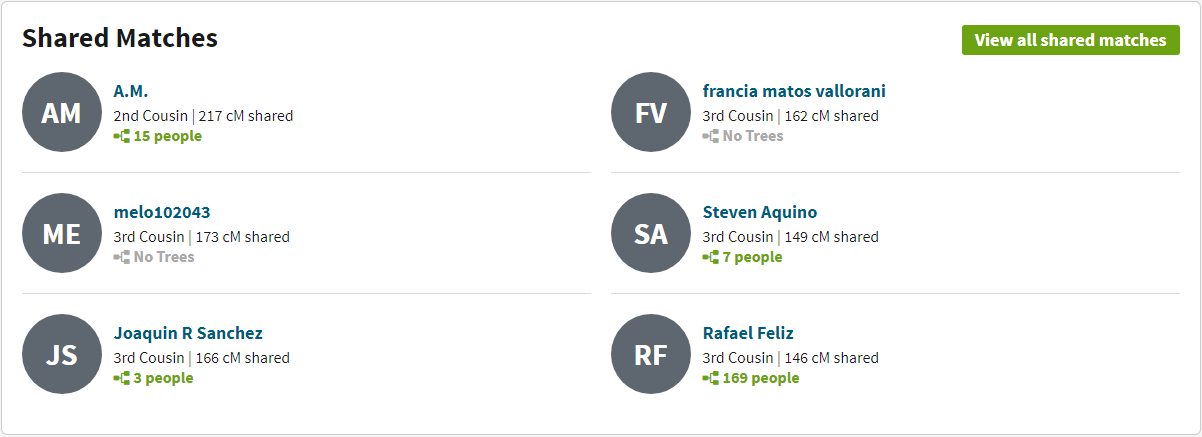 Shared Matches
View all shared matches
AM
A.M.
2nd Cousin | 217 cM shared
15 people
FV
francia matos vallorani
3rd Cousin | 162 cM shared
No Trees
ME
melo102043
3rd Cousin | 173 cM shared
No Trees
SA
Steven Aquino
3rd Cousin | 149 cM shared
7 people
JS
Joaquin R Sanchez
3rd Cousin | 166 cM shared
3 people
RF
Rafael Feliz
3rd Cousin | 146 cM shared
169 people